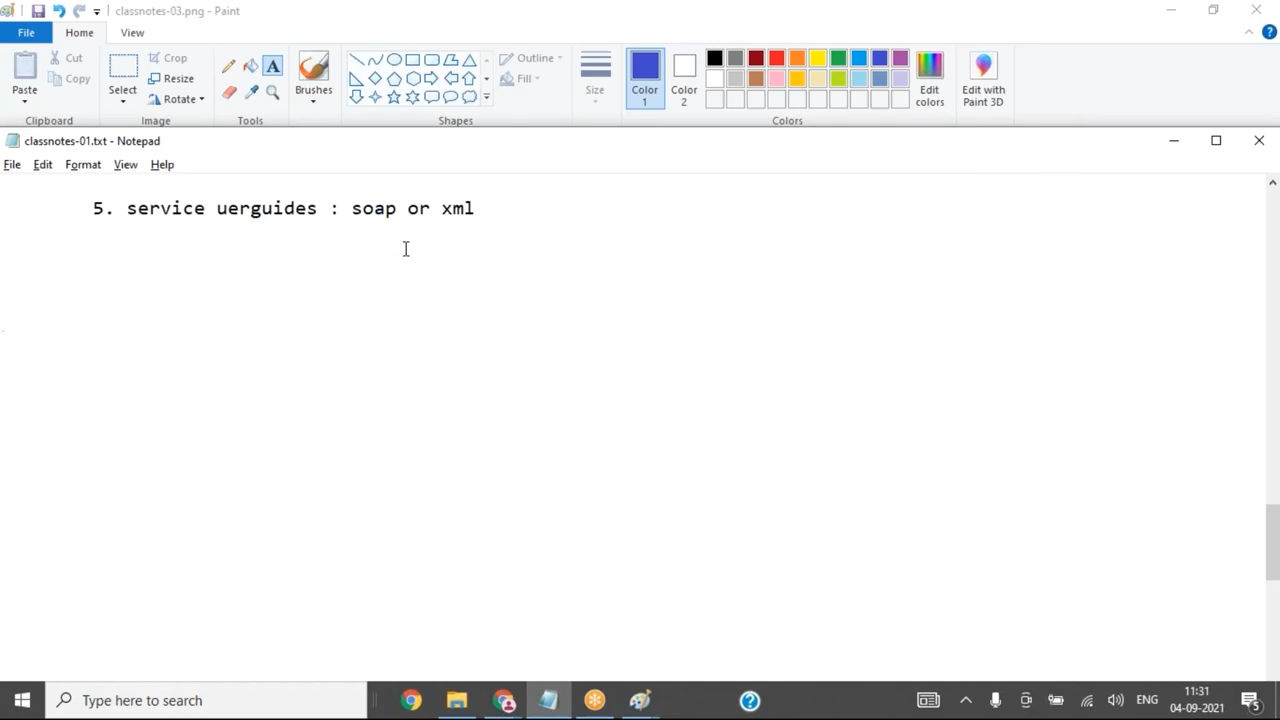 classnotes-03.png - Paint
File
Home
View
Paste
Cut
Copy
Clipboard
Select
Crop
Resize
Rotate
Image
A
Tools
Brushes
Shapes
Outline
Fill
Size
Color 1
Color 2
Edit colors
Colors
Edit with Paint 3D
classnotes-01.txt - Notepad
File Edit Format View Help
5. service uerguides : soap or xml
Type here to search
ENG
11:31
04-09-2021
5